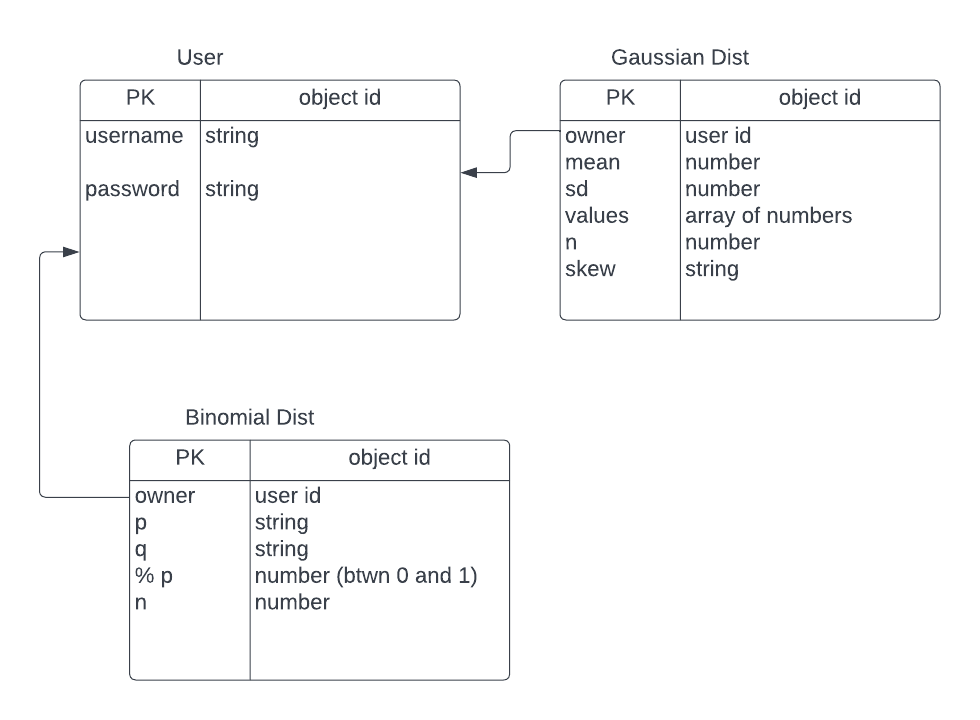 User
PK object id
username string
password string
Gaussian Dist
PK object id
owner user id
mean number
sd number
values array of numbers
n number
skew string
Binomial Dist
PK object id
owner user id
p string
q string
% p number (btwn 0 and 1)
n number